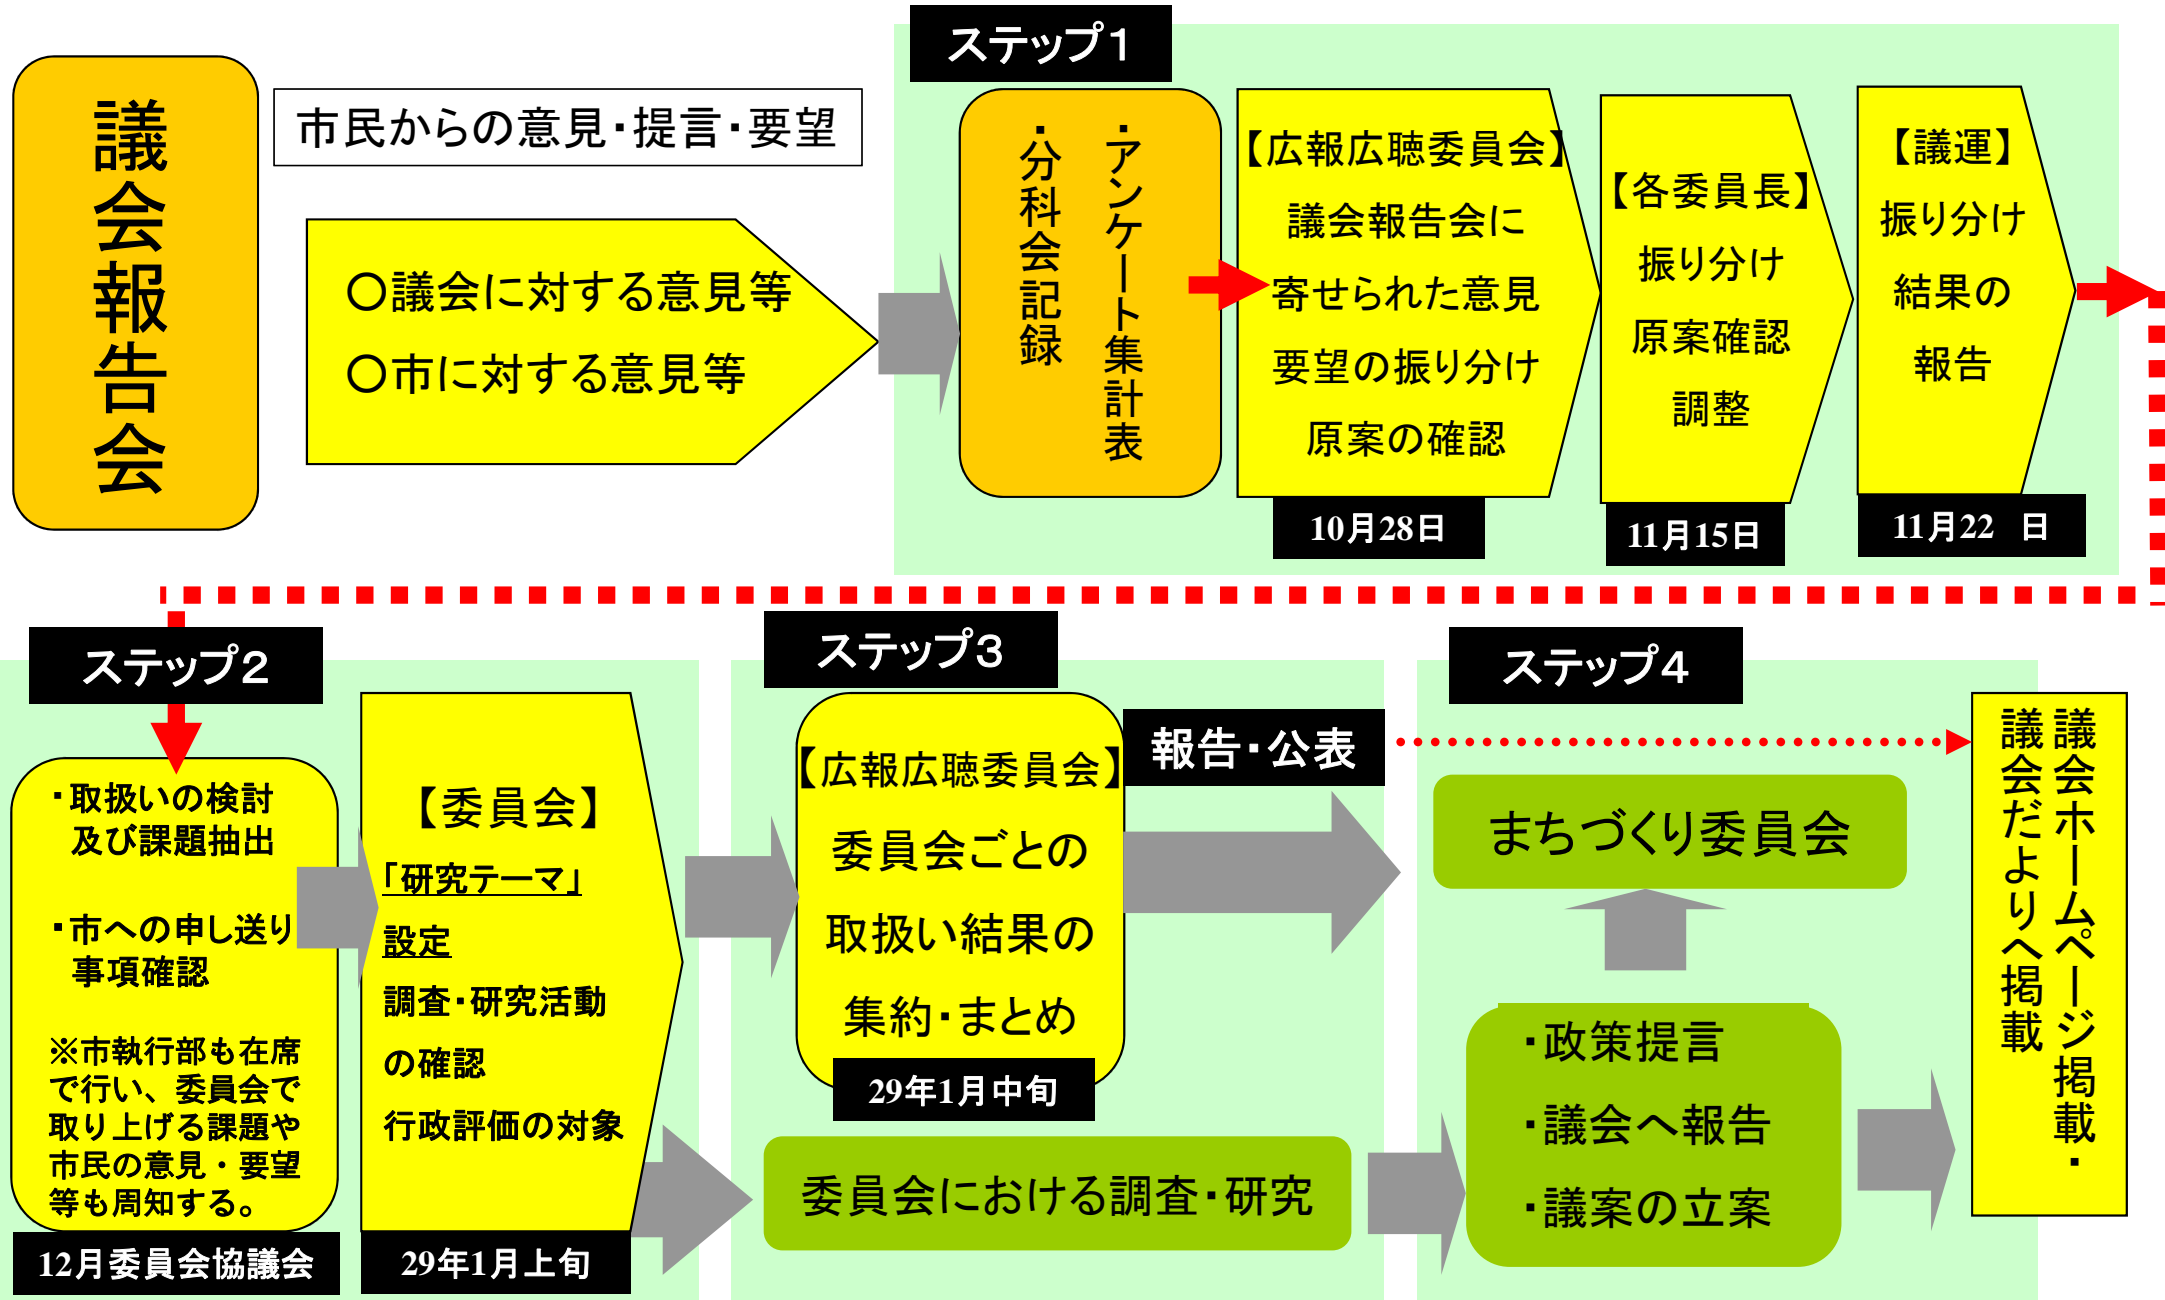 議会報告会
市民からの意見・提言・要望
○議会に対する意見等
○市に対する意見等
ステップ１
・アンケート集計表
・分科会記録
【広報広聴委員会】
議会報告会に
寄せられた意見
要望の振り分け
原案の確認
10月28日
【各委員長】
振り分け
原案確認
調整
11月15日
【議運】
振り分け
結果の
報告
11月22　日
ステップ２
・取扱いの検討
及び課題抽出
・市への申し送り
事項確認
※市執行部も在席
で行い、委員会で
取り上げる課題や
市民の意見・要望
等も周知する。
12月委員会協議会
【委員会】
「研究テーマ」
設定
調査・研究活動
の確認
行政評価の対象
29年1月上旬
ステップ３
【広報広聴委員会】
委員会ごとの
取扱い結果の
集約・まとめ
29年1月中旬
報告・公表
委員会における調査・研究
ステップ４
まちづくり委員会
・政策提言
・議会へ報告
・議案の立案
議会ホームページ掲載・
議会だよりへ掲載